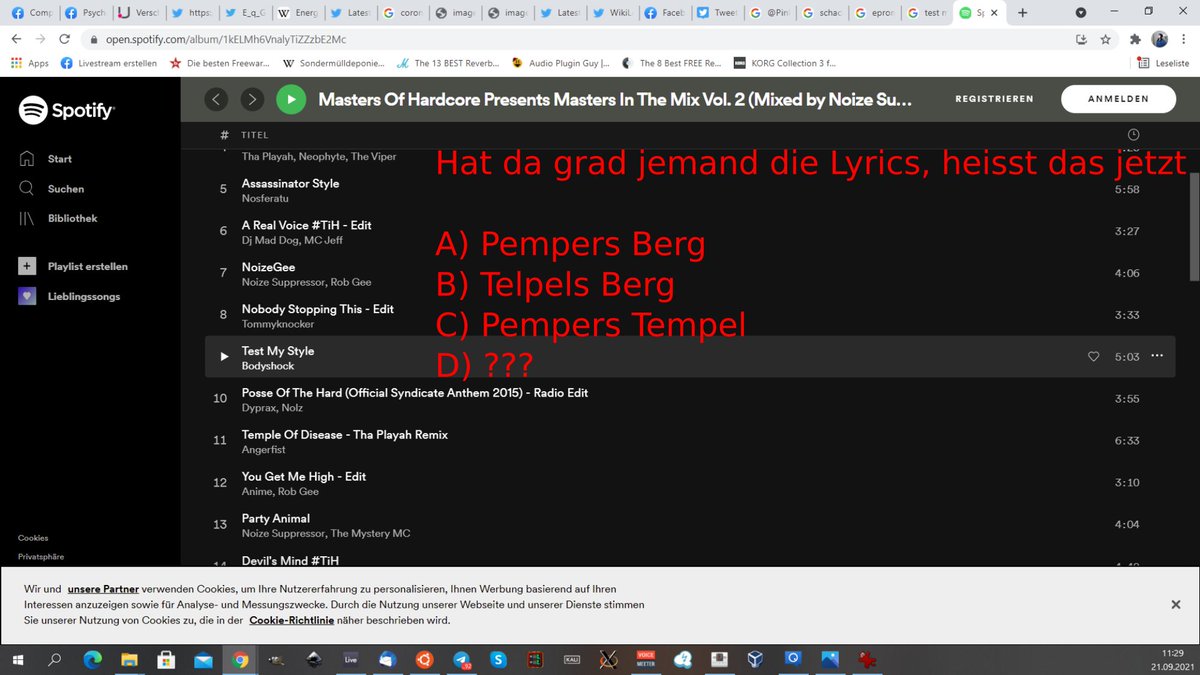 Comp
Psych
Versc
https:
E_q_G
Energ
Latest
coron
image
image
Latest
WikiL
Faceb
Tweet
@Pin
schac
epron
test m
Sp
open.spotify.com/album/1kELMh6VnalyTiZZzbE2Mc
Apps
Livestream erstellen
Die besten Freewar...
Sondermülldeponie...
The 13 BEST Reverb...
Audio Plugin Guy |...
The 8 Best FREE Re...
KORG Collection 3 f...
Leseliste
Spotify
Start
Suchen
Bibliothek
Playlist erstellen
Lieblingssongs
Cookies
Privatsphäre
Masters Of Hardcore Presents Masters In The Mix Vol. 2 (Mixed by Noize Su...
REGISTRIEREN
ANMELDEN
# TITEL
Tha Playah, Neophyte, The Viper
Hat da grad jemand die Lyrics, heisst das jetzt
A) Pempers Berg
B) Telpels Berg
C) Pempers Tempel
D) ???
5 Assassinator Style 5:58
Nosferatu
6 A Real Voice #TiH - Edit 3:27
Dj Mad Dog, MC Jeff
7 NoizeGee 4:06
Noize Suppressor, Rob Gee
8 Nobody Stopping This - Edit 3:33
Tommyknocker
Test My Style 5:03
Bodyshock
10 Posse Of The Hard (Official Syndicate Anthem 2015) - Radio Edit 3:55
Dyprax, Nolz
11 Temple Of Disease - Tha Playah Remix 6:33
Angerfist
12 You Get Me High - Edit 3:10
Anime, Rob Gee
13 Party Animal 4:04
Noize Suppressor, The Mystery MC
Devil's Mind #TiH
Wir und unsere Partner verwenden Cookies, um Ihre Nutzererfahrung zu personalisieren, Ihnen Werbung basierend auf Ihren
Interessen anzuzeigen sowie für Analyse- und Messungszwecke. Durch die Nutzung unserer Webseite und unserer Dienste stimmen
Sie unserer Nutzung von Cookies zu, die in der Cookie-Richtlinie näher beschrieben wird.
Live
92
KALI
VOICE
MEETER
11:29
21.09.2021